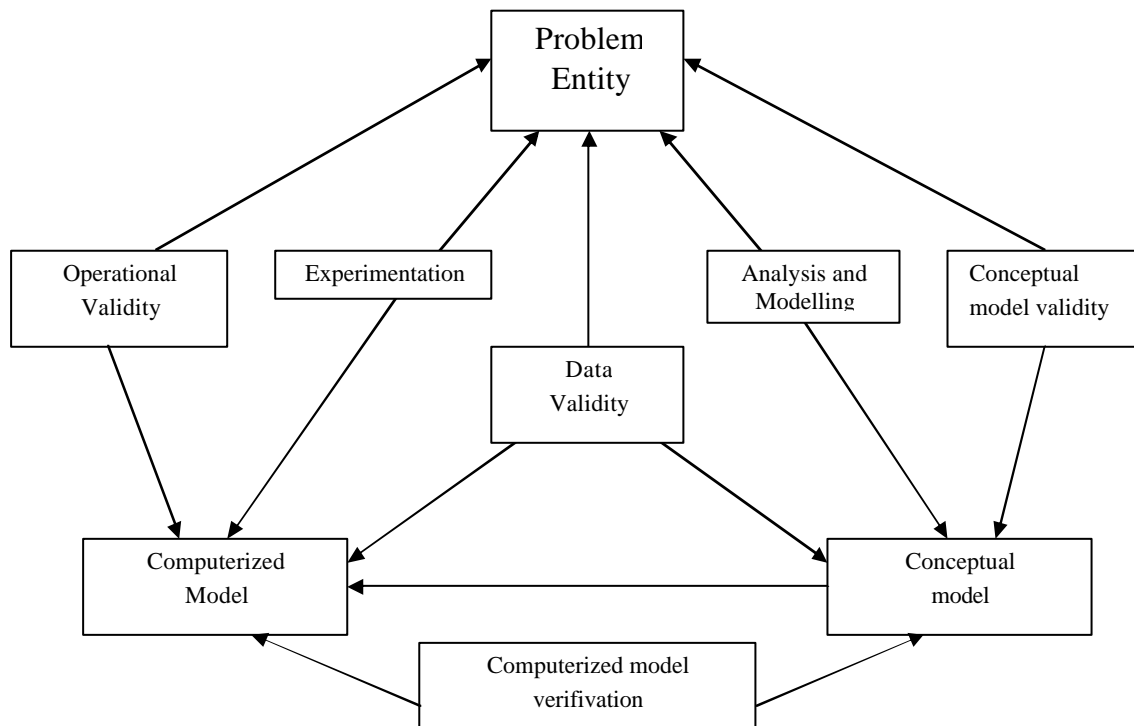 Problem
Entity
Operational
Validity
Experimentation
Analysis and
Modelling
Conceptual
model validity
Data
Validity
Computerized
Model
Conceptual
model
Computerized model
verifivation